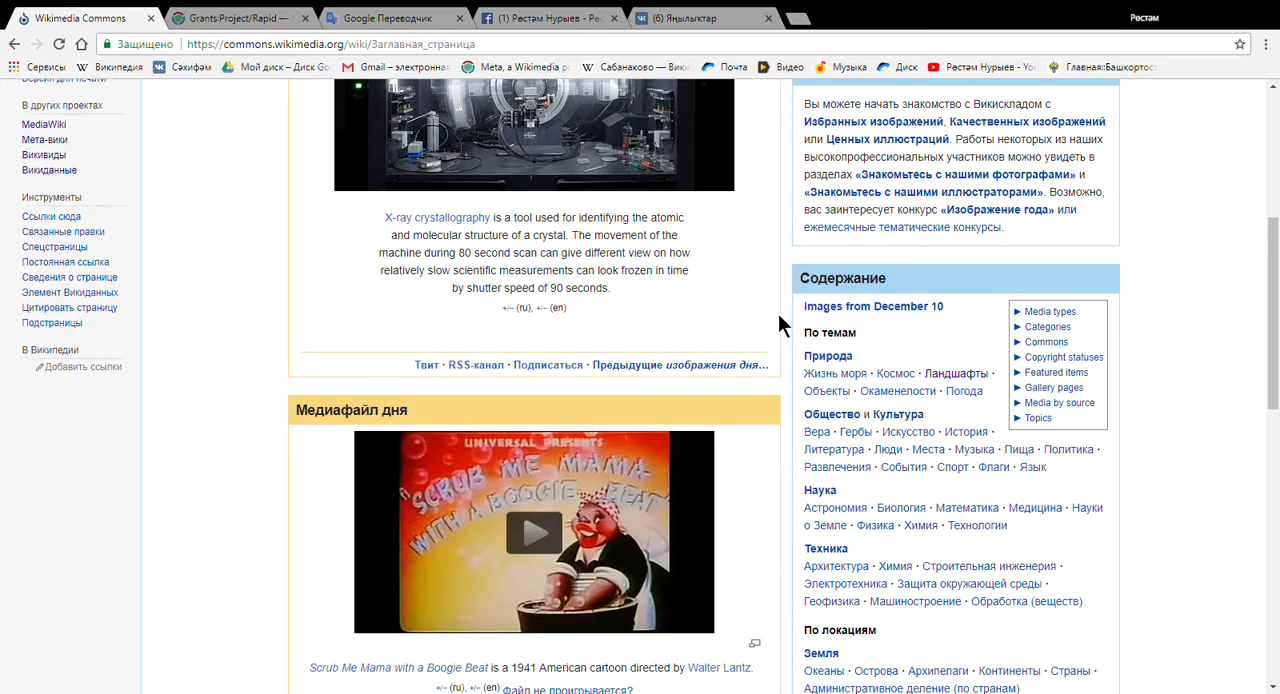 Wikimedia Commons
Grants:Project/Rapid —
Google Переводчик
(1) Рөстәм Нурыев - Рөс
(6) Яңылыҡтар
Рөстәм
Защищено
https://commons.wikimedia.org/wiki/Заглавная_страница
Сервисы
Википедия
Сәхифәм
Мой диск – Диск Go
Gmail – электронная
Meta, a Wikimedia p
Сабанаково — Вики
Почта
Видео
Музыка
Диск
Рөстәм Нурыев - Yo
Главная::Башкортос
Версия для печати
В других проектах
MediaWiki
Мета-вики
Викивиды
Викиданные
Инструменты
Ссылки сюда
Связанные правки
Спецстраницы
Постоянная ссылка
Сведения о странице
Элемент Викиданных
Цитировать страницу
Подстраницы
В Википедии
Добавить ссылки
X-ray crystallography is a tool used for identifying the atomic
and molecular structure of a crystal. The movement of the
machine during 80 second scan can give different view on how
relatively slow scientific measurements can look frozen in time
by shutter speed of 90 seconds.
+/− (ru), +/− (en)
Твит · RSS-канал · Подписаться · Предыдущие изображения дня…
Медиафайл дня
UNIVERSAL PRESENTS
"SCRUB ME MAMA
WITH A BOOGIE BEAT"
Scrub Me Mama with a Boogie Beat is a 1941 American cartoon directed by Walter Lantz.
+/− (ru), +/− (en) Файл не проигрывается?
Вы можете начать знакомство с Викискладом с
Избранных изображений, Качественных изображений
или Ценных иллюстраций. Работы некоторых из наших
высокопрофессиональных участников можно увидеть в
разделах «Знакомьтесь с нашими фотографами» и
«Знакомьтесь с нашими иллюстраторами». Возможно,
вас заинтересует конкурс «Изображение года» или
ежемесячные тематические конкурсы.
Содержание
Images from December 10
По темам
Природа
Жизнь моря · Космос · Ландшафты ·
Объекты · Окаменелости · Погода
Общество и Культура
Вера · Гербы · Искусство · История ·
Литература · Люди · Места · Музыка · Пища · Политика ·
Развлечения · События · Спорт · Флаги · Язык
Наука
Астрономия · Биология · Математика · Медицина · Науки
о Земле · Физика · Химия · Технологии
Техника
Архитектура · Химия · Строительная инженерия ·
Электротехника · Защита окружающей среды ·
Геофизика · Машиностроение · Обработка (веществ)
По локациям
Земля
Океаны · Острова · Архипелаги · Континенты · Страны ·
Административное деление (по странам)
► Media types
► Categories
► Commons
► Copyright statuses
► Featured items
► Gallery pages
► Media by source
► Topics